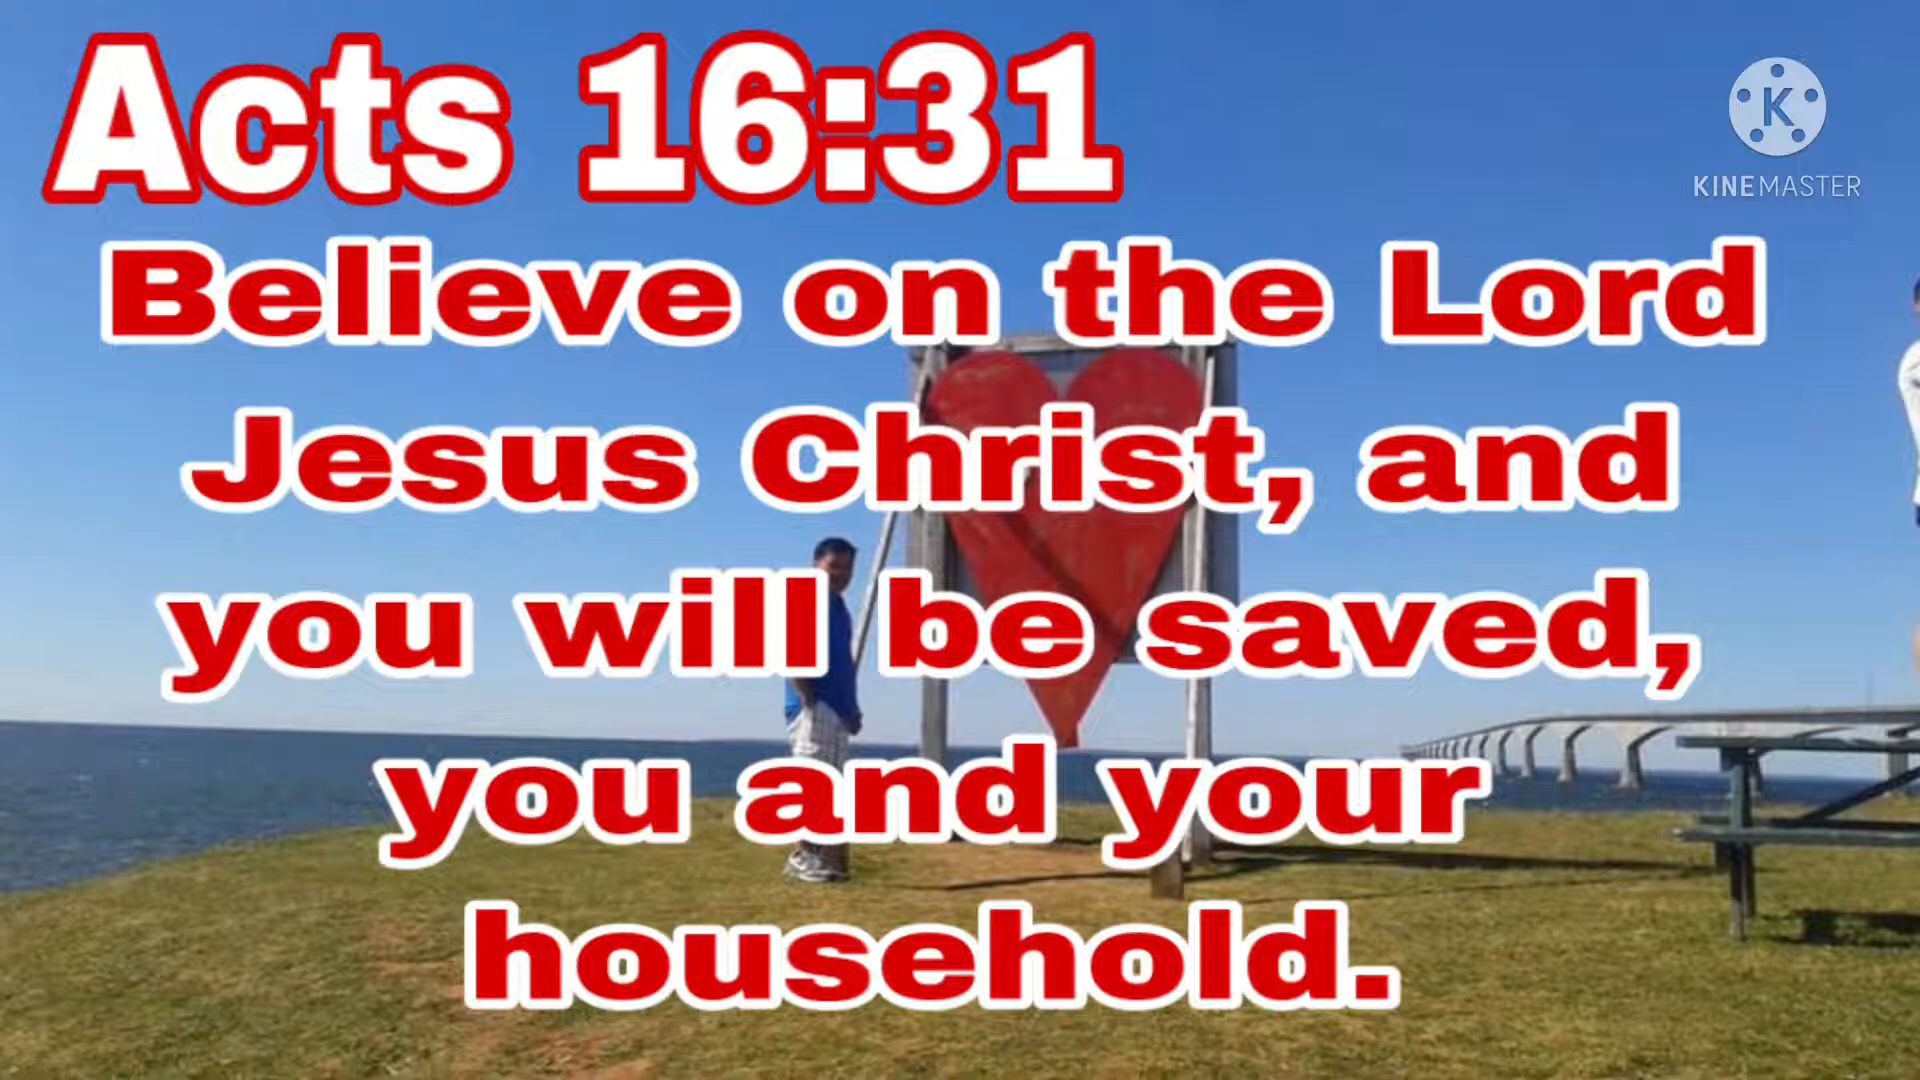 Acts 16:31
K
KINEMASTER
Believe on the Lord
Jesus Christ, and
you will be saved,
you and your
household.